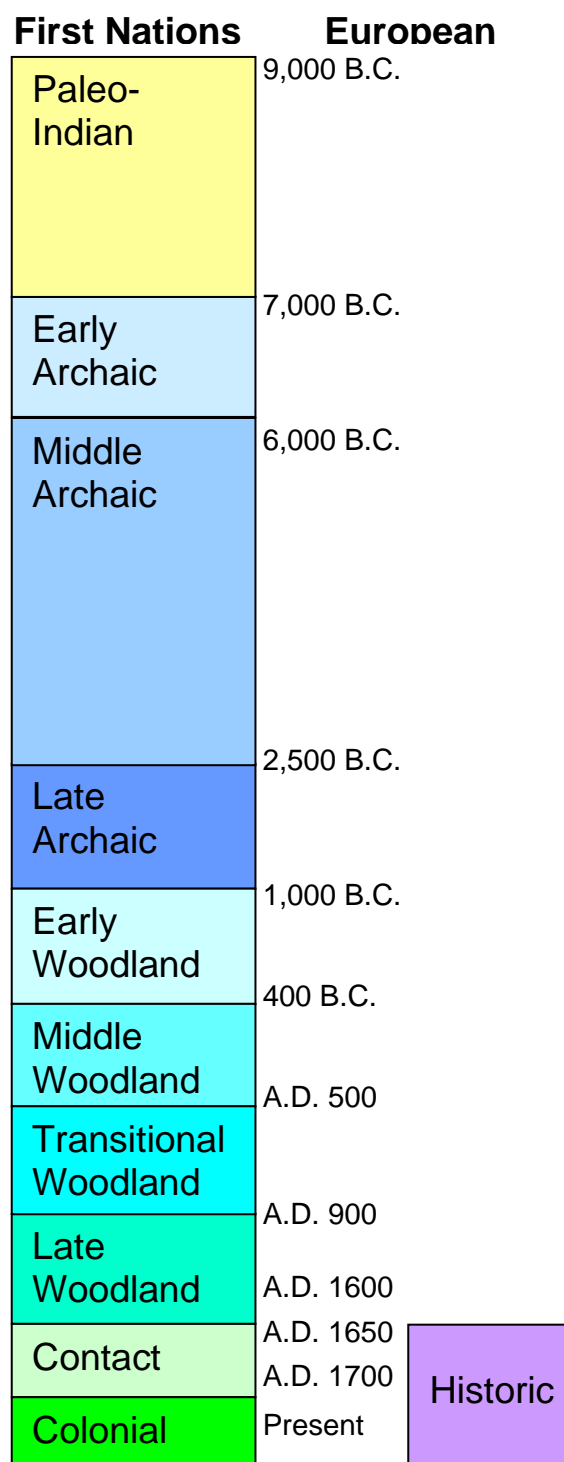 First Nations European
9,000 B.C.
Paleo-
Indian
7,000 B.C.
Early
Archaic
6,000 B.C.
Middle
Archaic
2,500 B.C.
Late
Archaic
1,000 B.C.
Early
Woodland
400 B.C.
Middle
Woodland
A.D. 500
Transitional
Woodland
A.D. 900
Late
Woodland
A.D. 1600
A.D. 1650
Contact
A.D. 1700
Historic
Colonial
Present